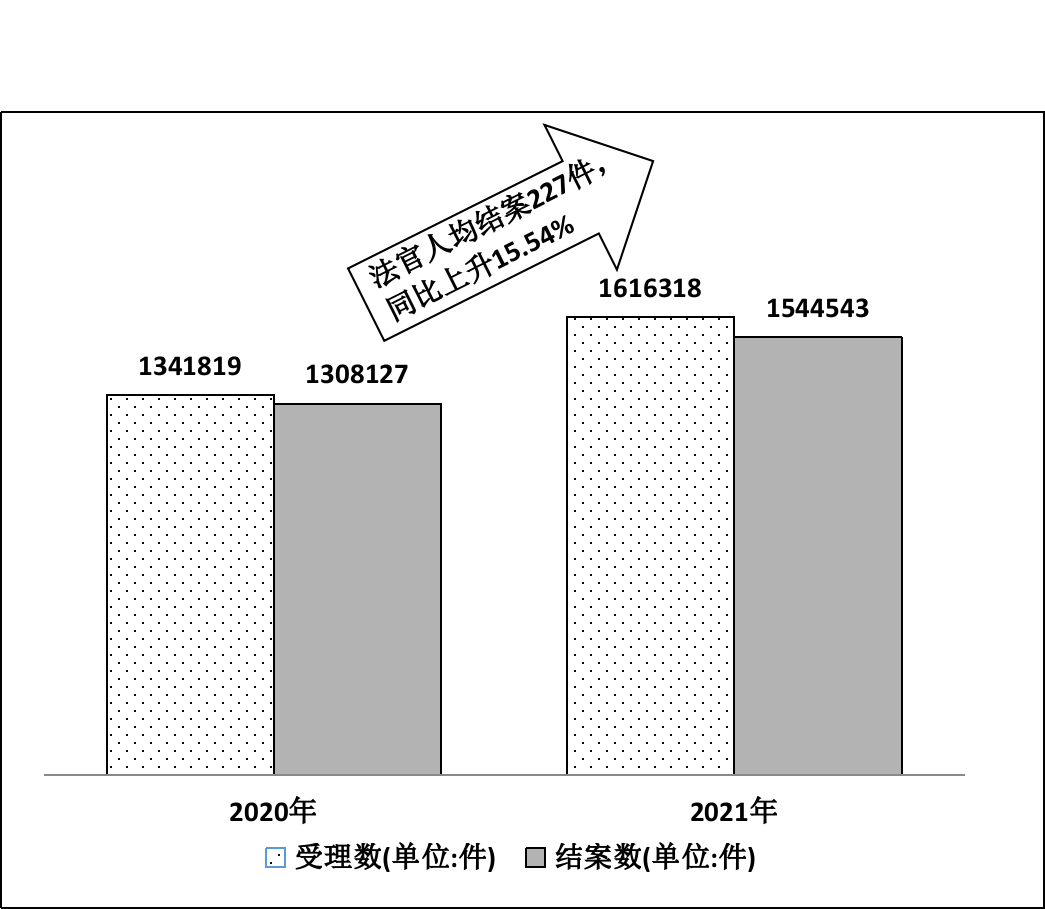 法官人均结案227件,
同比上升15.54%
1616318
1544543
1341819
1308127
2020年
2021年
受理数(单位:件)
结案数(单位:件)